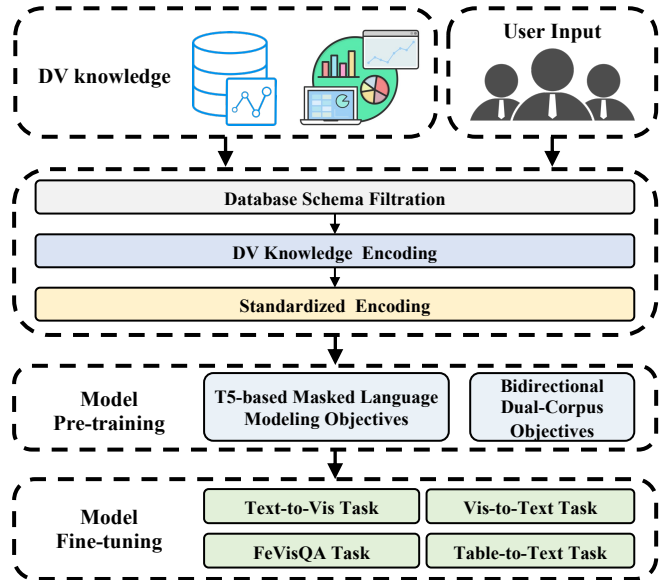 DV knowledge
User Input
Database Schema Filtration
DV Knowledge Encoding
Standardized Encoding
Model
Pre-training
T5-based Masked Language
Modeling Objectives
Bidirectional
Dual-Corpus
Objectives
Model
Fine-tuning
Text-to-Vis Task
Vis-to-Text Task
FeVisQA Task
Table-to-Text Task